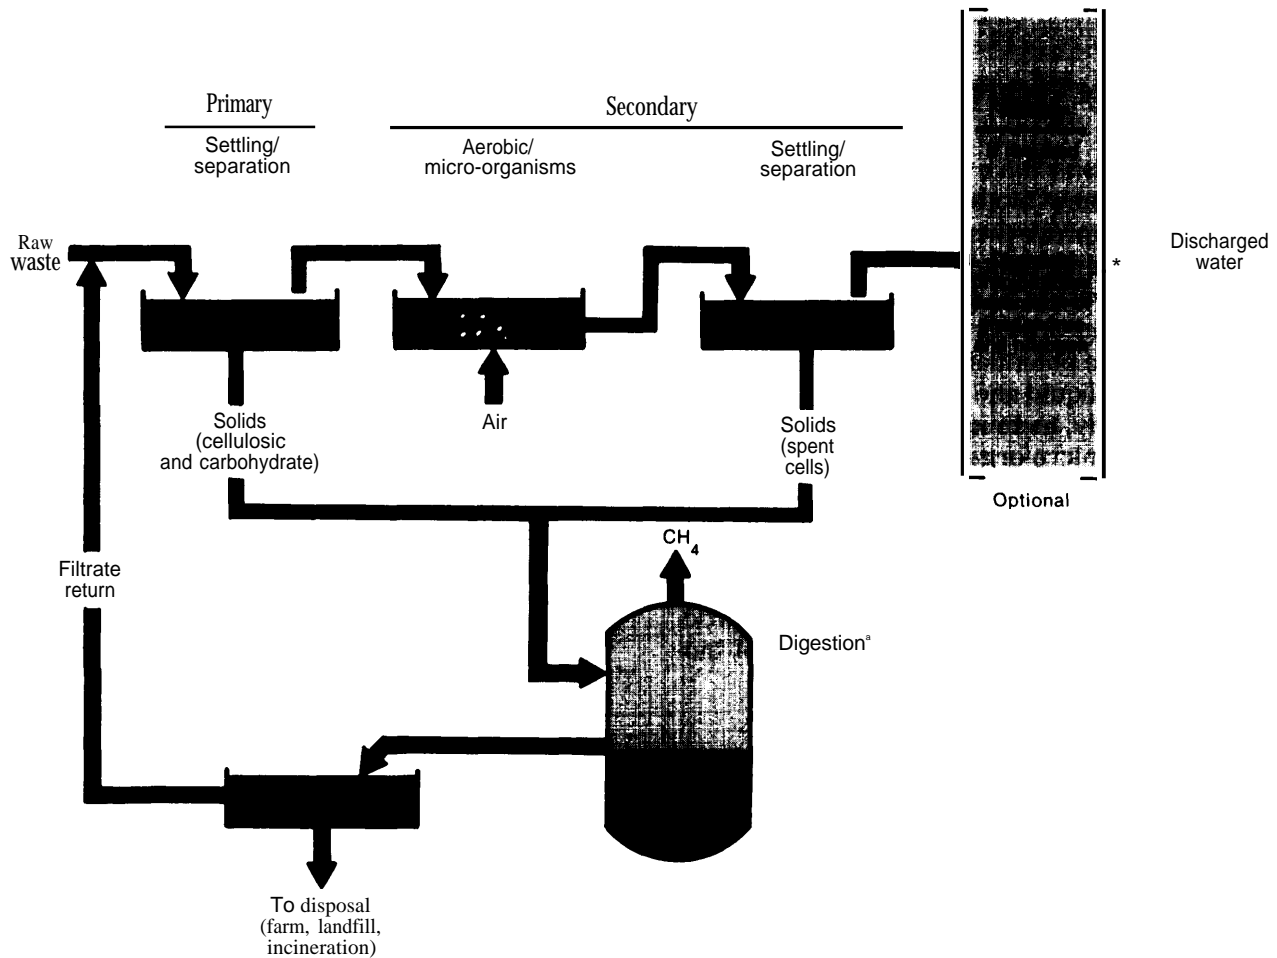 Primary
Secondary
Settling/
separation
Aerobic/
micro-organisms
Settling/
separation
Raw
waste
Discharged
water
*
Solids
(cellulosic
and carbohydrate)
Air
Solids
(spent
cells)
Optional
CH4
Filtrate
return
Digestionª
To disposal
(farm, landfill,
incineration)